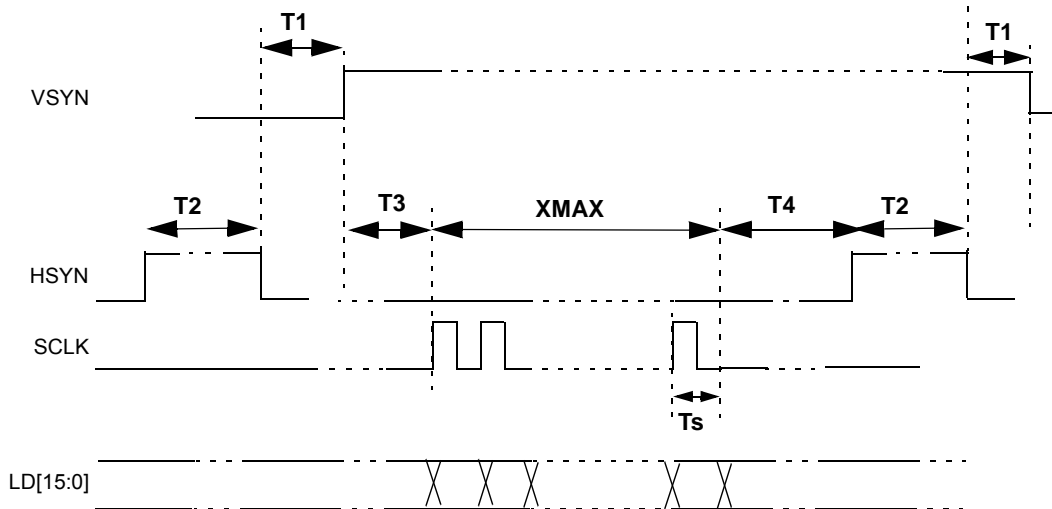 T1
T1
VSYN
T2
T3
XMAX
T4
T2
HSYN
SCLK
Ts
LD[15:0]